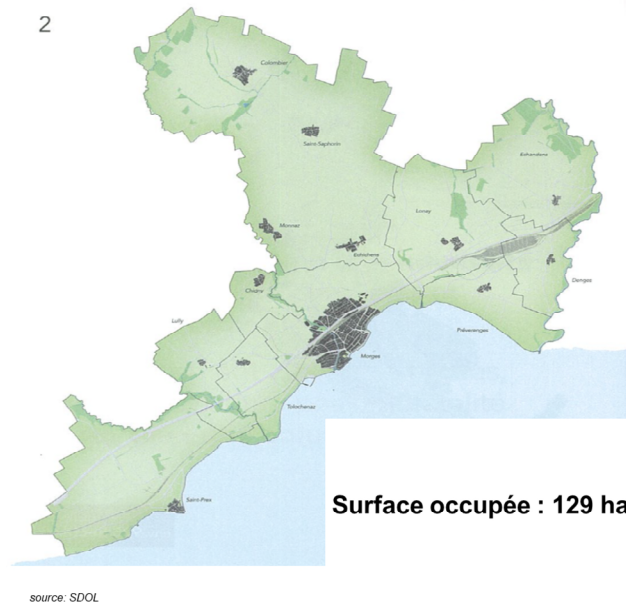 2
Colombier
Saint-Saphorin
Echandens
Lonay
Monnaz
Echichens
Denges
Chigny
Lully
Préverenges
Morges
Tolochenaz
Saint-Prex
Surface occupée : 129 ha
source: SDOL